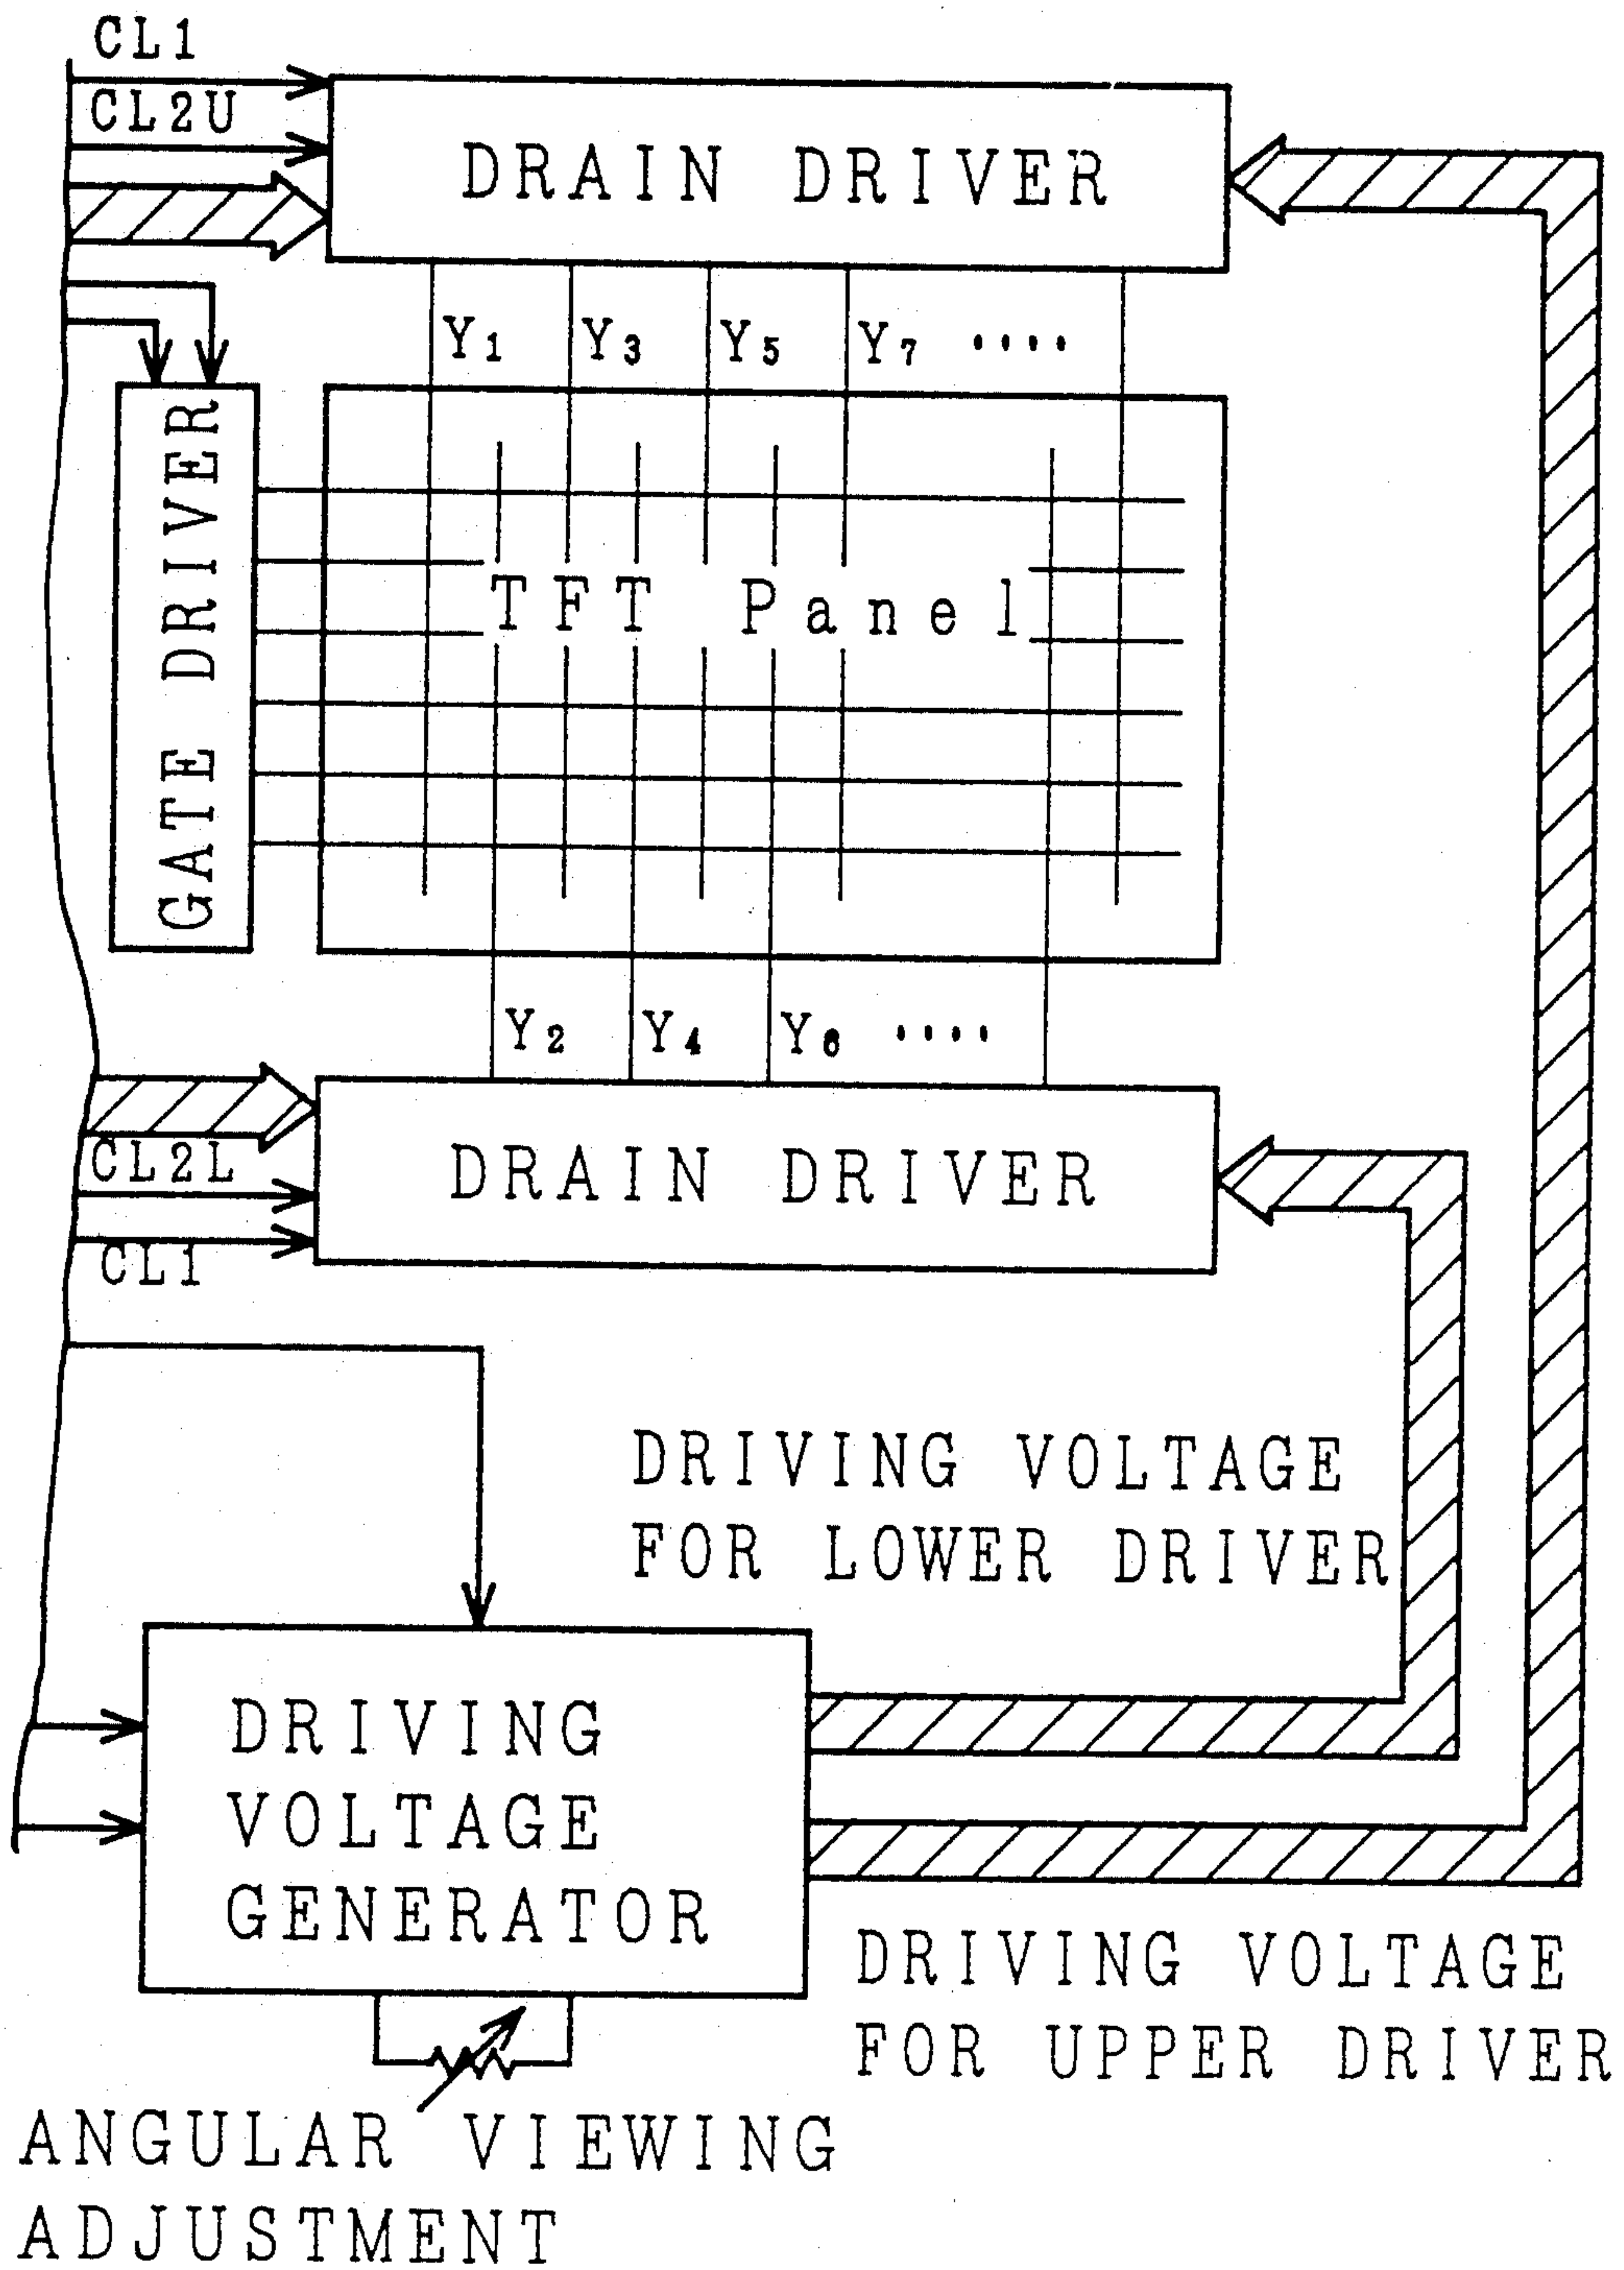 CL1
CL2U
DRAIN DRIVER
Y1 Y3 Y5 Y7 ····
GATE DRIVER
TFT Panel
Y2 Y4 Y6 ····
CL2L
DRAIN DRIVER
CL1
DRIVING VOLTAGE
FOR LOWER DRIVER
DRIVING
VOLTAGE
GENERATOR
DRIVING VOLTAGE
FOR UPPER DRIVER
ANGULAR VIEWING
ADJUSTMENT